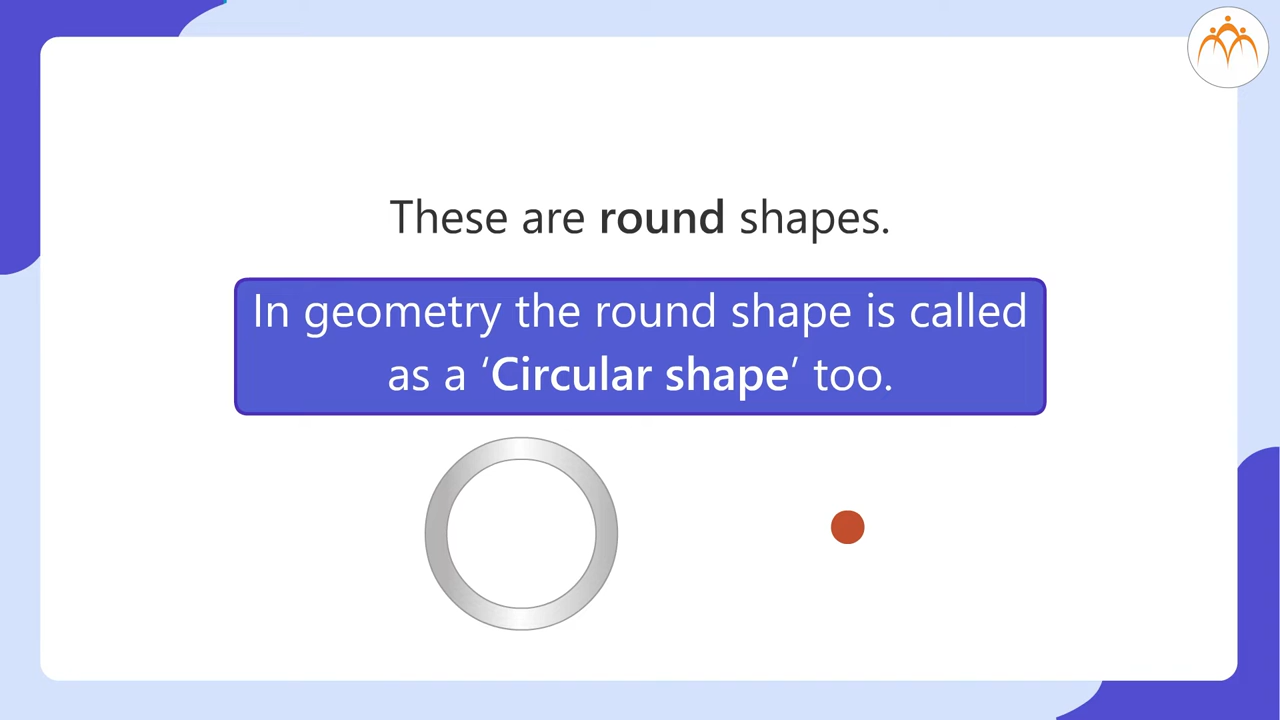 These are round shapes.
In geometry the round shape is called
as a ‘Circular shape’ too.